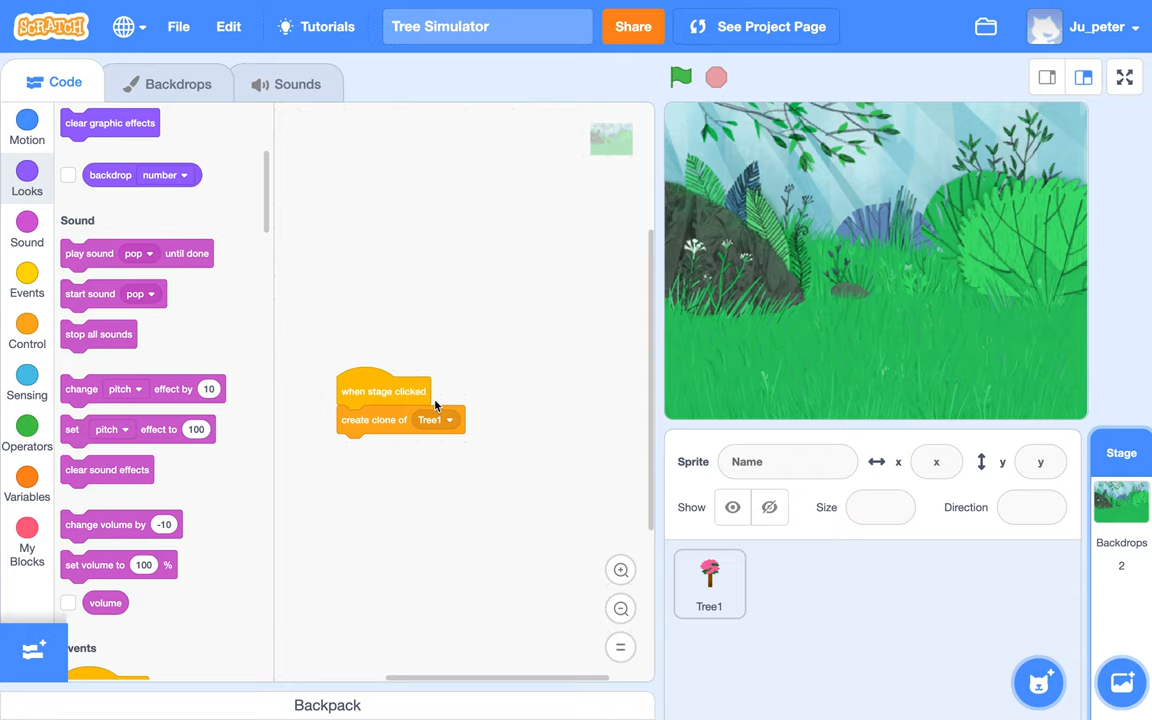 SCRATCH
File
Edit
Tutorials
Tree Simulator
Share
See Project Page
Ju_peter
Code
Backdrops
Sounds
Motion
Looks
Sound
Events
Control
Sensing
Operators
Variables
My
Blocks
clear graphic effects
backdrop number
Sound
play sound pop until done
start sound pop
stop all sounds
change pitch effect by 10
set pitch effect to 100
clear sound effects
change volume by -10
set volume to 100 %
volume
vents
when stage clicked
create clone of Tree1
Sprite Name x x y y
Show Size Direction
Tree1
Stage
Backdrops
2
Backpack